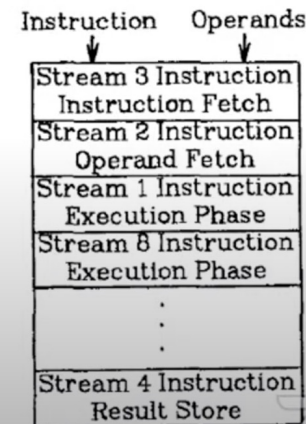 Instruction Operands
Stream 3 Instruction
Instruction Fetch
Stream 2 Instruction
Operand Fetch
Stream 1 Instruction
Execution Phase
Stream 8 Instruction
Execution Phase
.
.
.
Stream 4 Instruction
Result Store